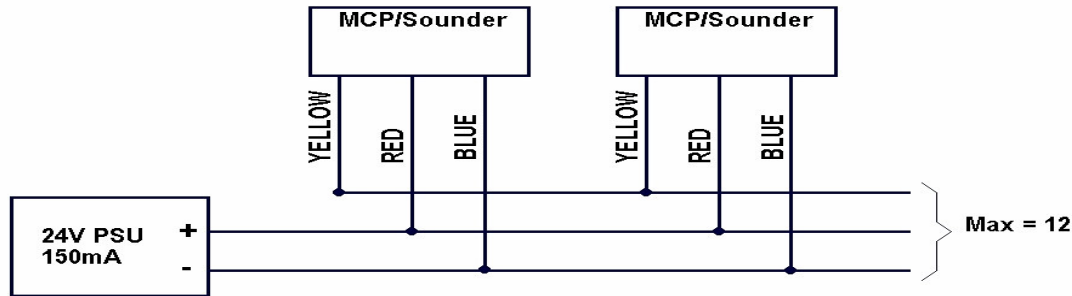 MCP/Sounder
MCP/Sounder
YELLOW
RED
BLUE
YELLOW
RED
BLUE
24V PSU +
150mA -
Max = 12